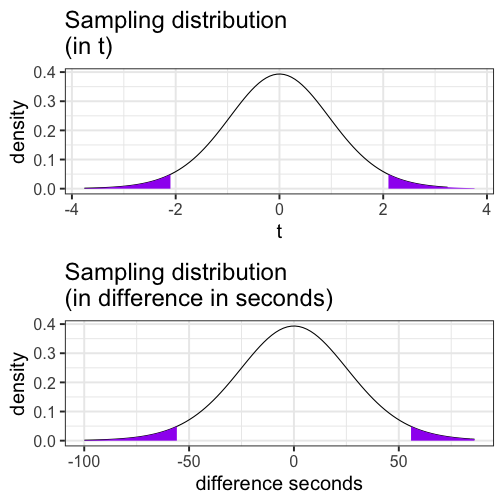 Sampling distribution
(in t)
density
0.4
0.3
0.2
0.1
0.0
-4 -2 0 2 4
t
Sampling distribution
(in difference in seconds)
density
0.4
0.3
0.2
0.1
0.0
-100 -50 0 50
difference seconds